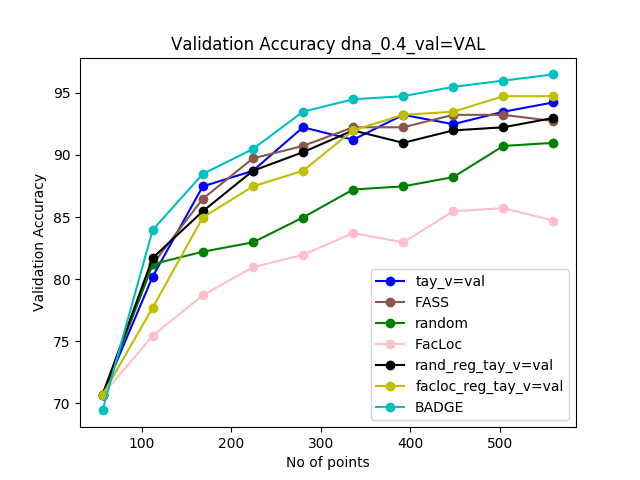 Validation Accuracy dna_0.4_val=VAL
Validation Accuracy
95
90
85
80
75
70
tay_v=val
FASS
random
FacLoc
rand_reg_tay_v=val
facloc_reg_tay_v=val
BADGE
100 200 300 400 500
No of points